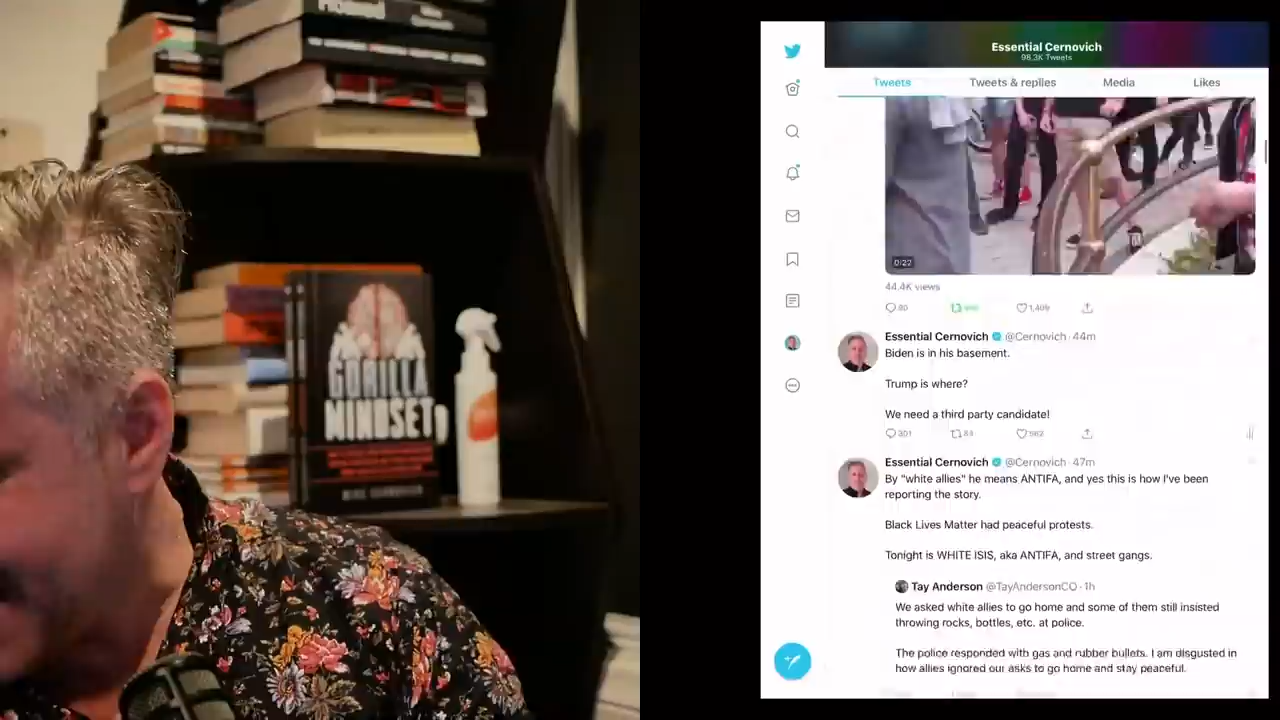 GORILLA
MINDSET
Essential Cernovich
98.3K Tweets
Tweets
Tweets & replies
Media
Likes
0:22
44.4K views
80
1,409
Essential Cernovich @Cernovich · 44m
Biden is in his basement.
Trump is where?
We need a third party candidate!
301
84
562
Essential Cernovich @Cernovich · 47m
By "white allies" he means ANTIFA, and yes this is how I've been
reporting the story.
Black Lives Matter had peaceful protests.
Tonight is WHITE ISIS, aka ANTIFA, and street gangs.
Tay Anderson @TayAndersonCO · 1h
We asked white allies to go home and some of them still insisted
throwing rocks, bottles, etc. at police.
The police responded with gas and rubber bullets. I am disgusted in
how allies ignored our asks to go home and stay peaceful.